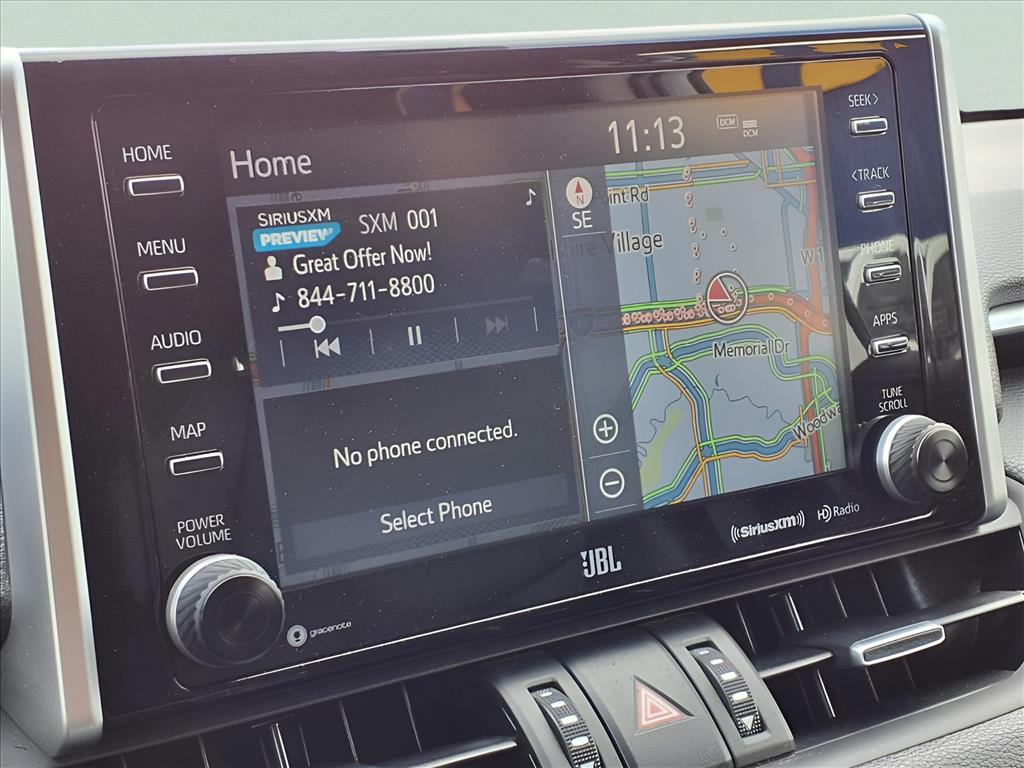 HOME
MENU
AUDIO
MAP
POWER
VOLUME
Home
11:13
DCM
DCM
SIRIUSXM
PREVIEW
SXM 001
Great Offer Now!
844-711-8800
No phone connected.
Select Phone
N
SE
Rd
Village
Memorial Dr
SEEK >
< TRACK
PHONE
APPS
TUNE
SCROLL
gracenote
JBL
((SiriusXM))
HD Radio